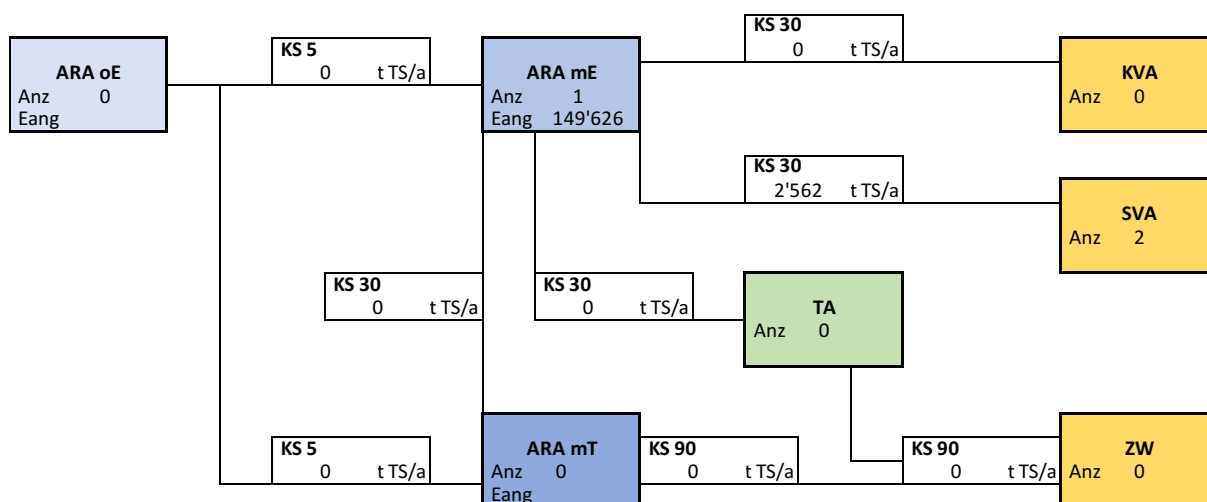 KS 30
0 t TS/a
KS 5
0 t TS/a
ARA oE
Anz 0
Eang
ARA mE
Anz 1
Eang 149'626
KVA
Anz 0
KS 30
2'562 t TS/a
SVA
Anz 2
KS 30
0 t TS/a
KS 30
0 t TS/a
TA
Anz 0
KS 5
0 t TS/a
ARA mT
Anz 0
Eang
KS 90
0 t TS/a
KS 90
0 t TS/a
ZW
Anz 0